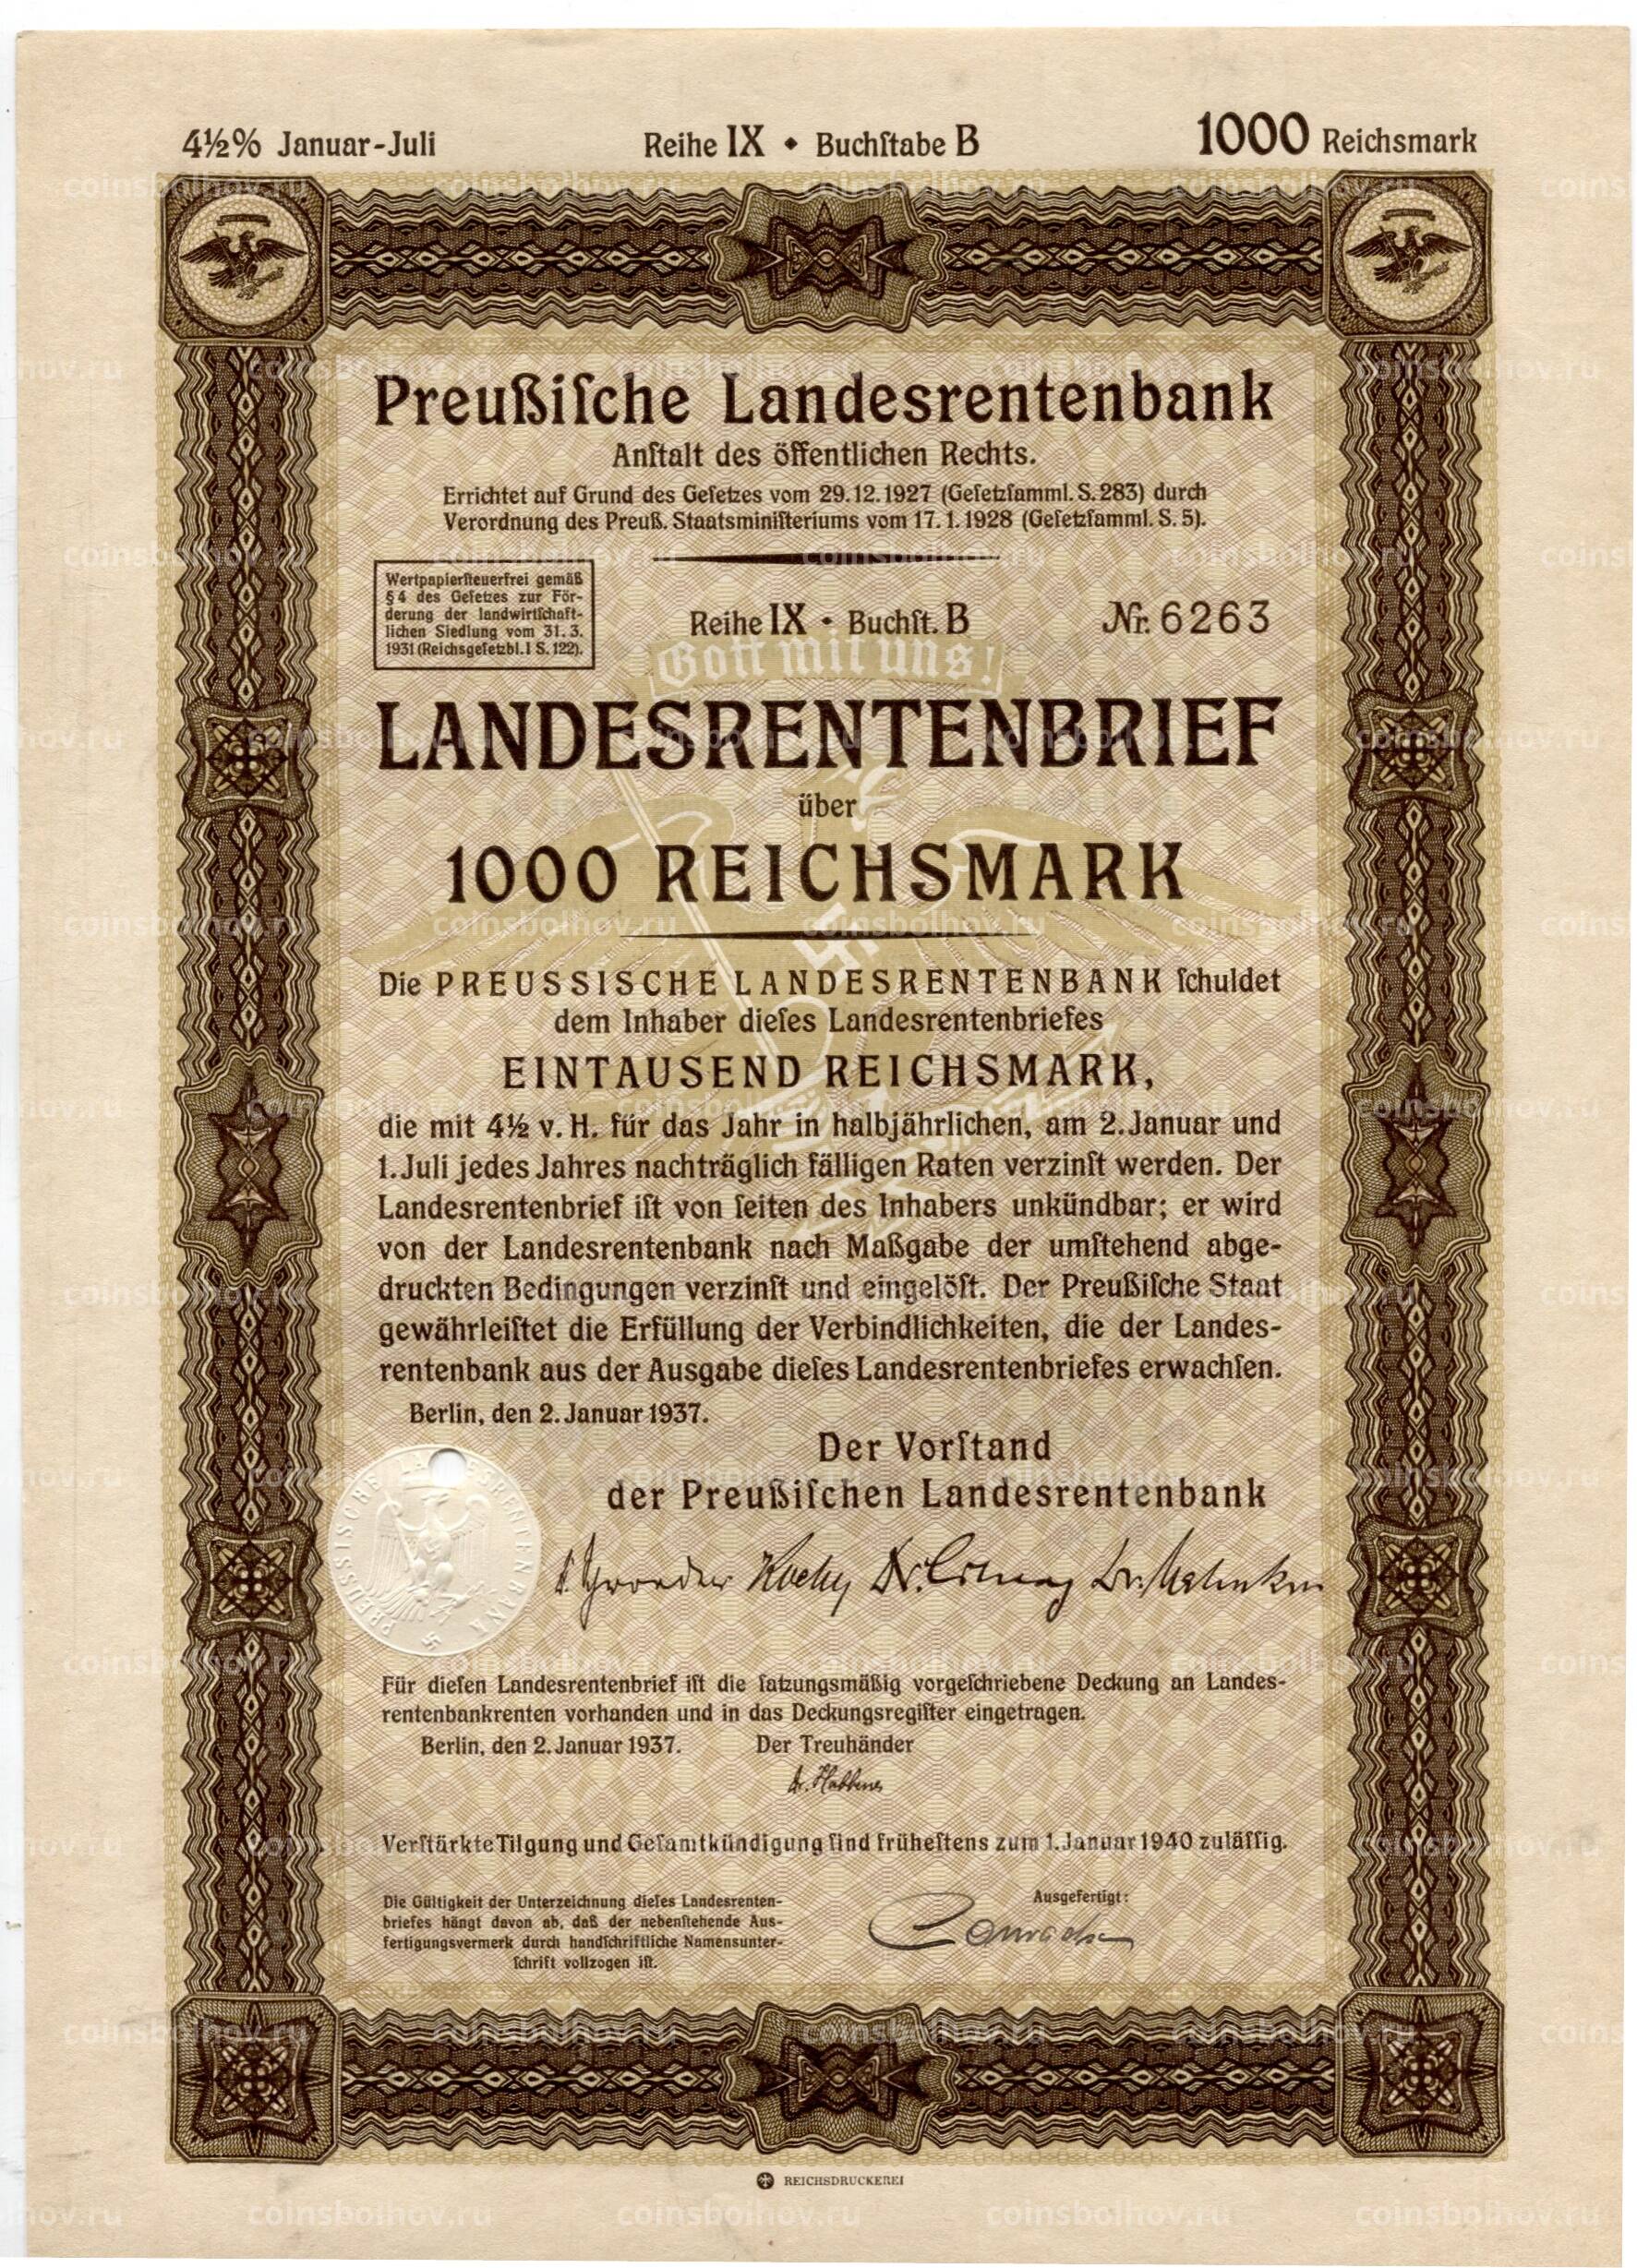 4½% Januar-Juli
Reihe IX • Buchſtabe B
1000 Reichsmark
Preußiſche Landesrentenbank
Anſtalt des öffentlichen Rechts.
Errichtet auf Grund des Geſetzes vom 29.12.1927 (Geſetzſamml. S. 283) durch
Verordnung des Preuß. Staatsminiſteriums vom 17.1.1928 (Geſetzſamml. S. 5).
Wertpapierſteuerfrei gemäß
§ 4 des Geſetzes zur För-
derung der landwirtſchaft-
lichen Siedlung vom 31.3.
1931 (Reichsgeſetzbl. I S. 122).
Reihe IX • Buchſt. B
Nr. 6263
Gott mit uns!
LANDESRENTENBRIEF
über
1000 REICHSMARK
Die PREUSSISCHE LANDESRENTENBANK ſchuldet
dem Inhaber dieſes Landesrentenbriefes
EINTAUSEND REICHSMARK,
die mit 4½ v. H. für das Jahr in halbjährlichen, am 2. Januar und
1. Juli jedes Jahres nachträglich fälligen Raten verzinſt werden. Der
Landesrentenbrief iſt von ſeiten des Inhabers unkündbar; er wird
von der Landesrentenbank nach Maßgabe der umſtehend abge-
druckten Bedingungen verzinſt und eingelöſt. Der Preußiſche Staat
gewährleiſtet die Erfüllung der Verbindlichkeiten, die der Landes-
rentenbank aus der Ausgabe dieſes Landesrentenbriefes erwachſen.
Berlin, den 2. Januar 1937.
Der Vorſtand
der Preußiſchen Landesrentenbank
PREUSSISCHE LANDESRENTENBANK
Für dieſen Landesrentenbrief iſt die ſatzungsmäßig vorgeſchriebene Deckung an Landes-
rentenbankrenten vorhanden und in das Deckungsregiſter eingetragen.
Berlin, den 2. Januar 1937.
Der Treuhänder
Verſtärkte Tilgung und Geſamtkündigung ſind früheſtens zum 1. Januar 1940 zuläſſig.
Die Gültigkeit der Unterzeichnung dieſes Landesrenten-
briefes hängt davon ab, daß der nebenſtehende Aus-
fertigungsvermerk durch handſchriftliche Namensunter-
ſchrift vollzogen iſt.
Ausgefertigt:
REICHSDRUCKEREI
coinsbolhov.ru